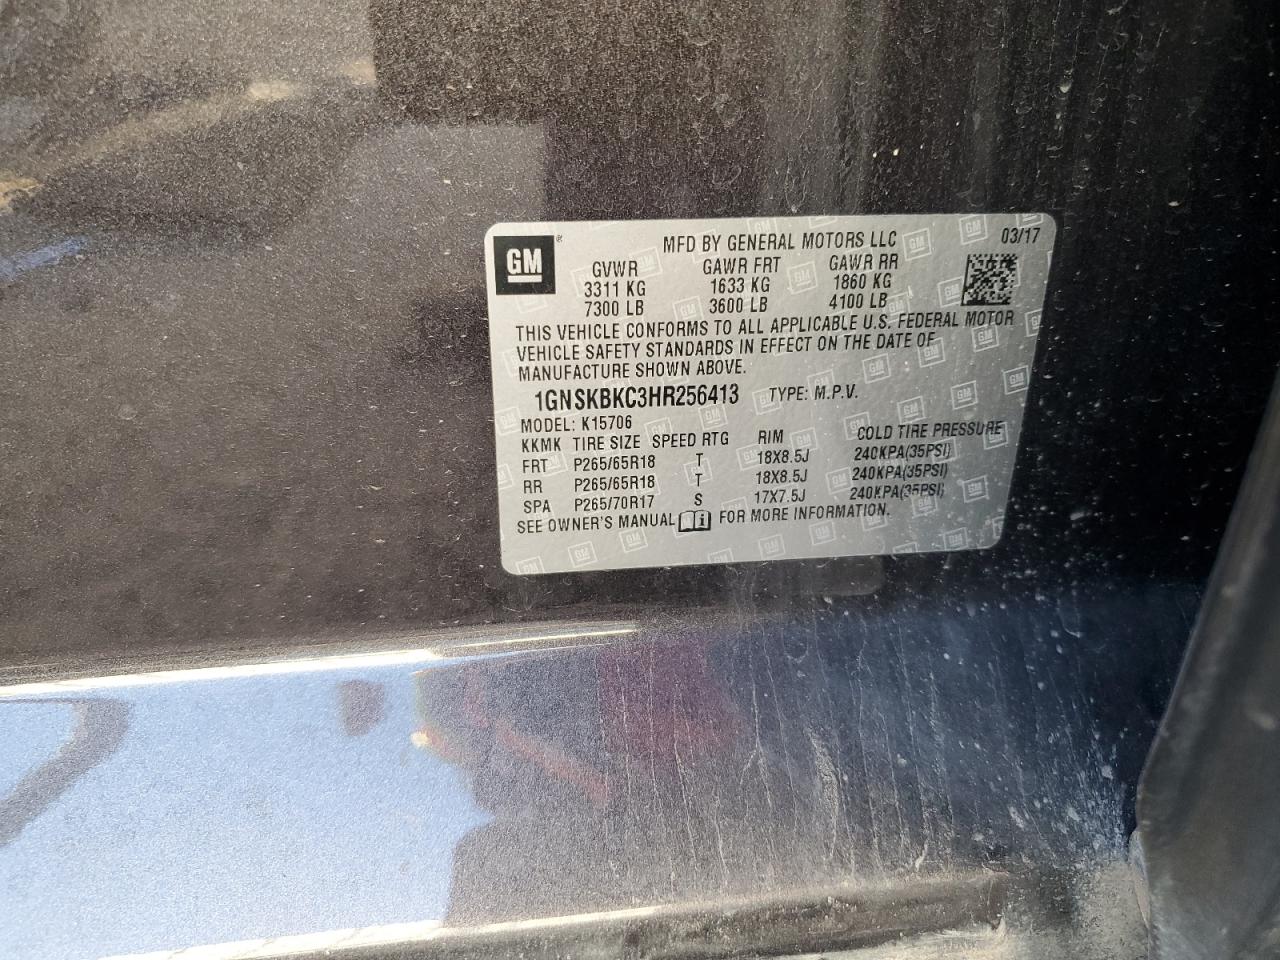 GM® MFD BY GENERAL MOTORS LLC 03/17
GVWR GAWR FRT GAWR RR
3311 KG 1633 KG 1860 KG
7300 LB 3600 LB 4100 LB
THIS VEHICLE CONFORMS TO ALL APPLICABLE U.S. FEDERAL MOTOR
VEHICLE SAFETY STANDARDS IN EFFECT ON THE DATE OF
MANUFACTURE SHOWN ABOVE.
1GNSKBKC3HR256413 TYPE: M.P.V.
MODEL: K15706
KKMK TIRE SIZE SPEED RTG RIM COLD TIRE PRESSURE
FRT P265/65R18 T 18X8.5J 240KPA(35PSI)
RR P265/65R18 T 18X8.5J 240KPA(35PSI)
SPA P265/70R17 S 17X7.5J 240KPA(35PSI)
SEE OWNER'S MANUAL FOR MORE INFORMATION.